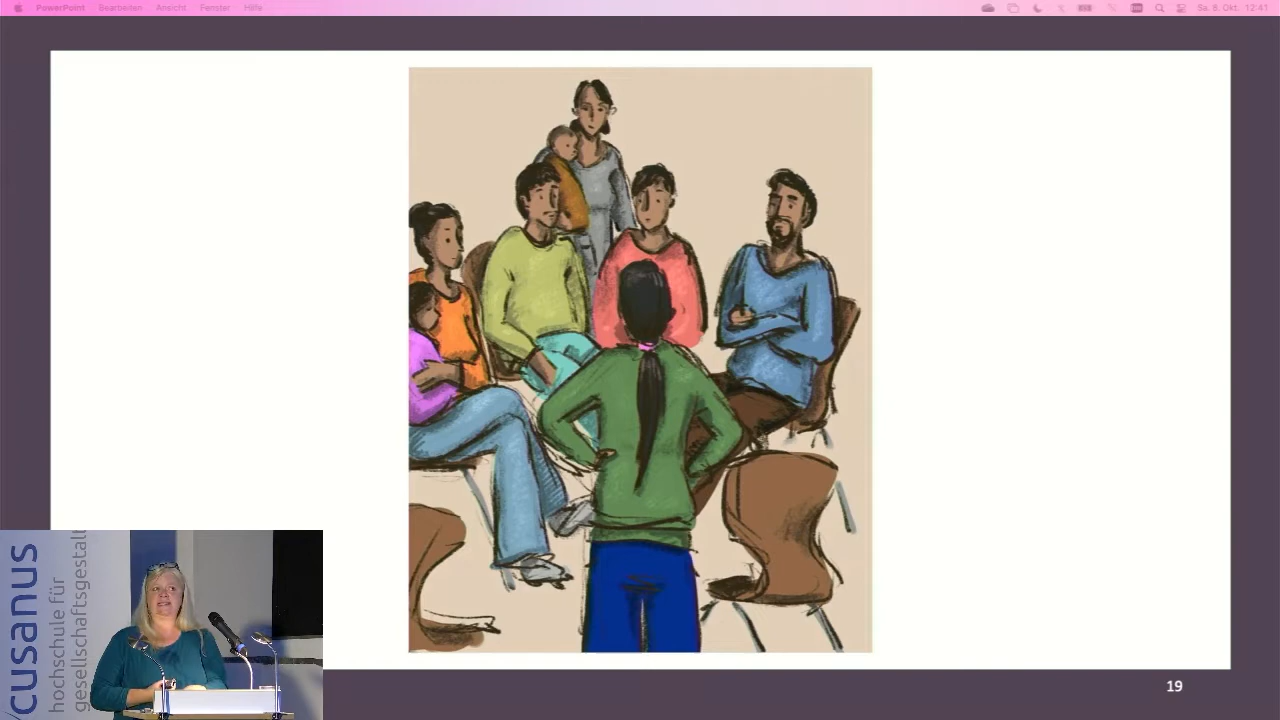 PowerPoint Bearbeiten Ansicht Fenster Hilfe
Sa. 8. Okt. 12:41
19
cusanus
hochschule für
gesellschaftsgestalt